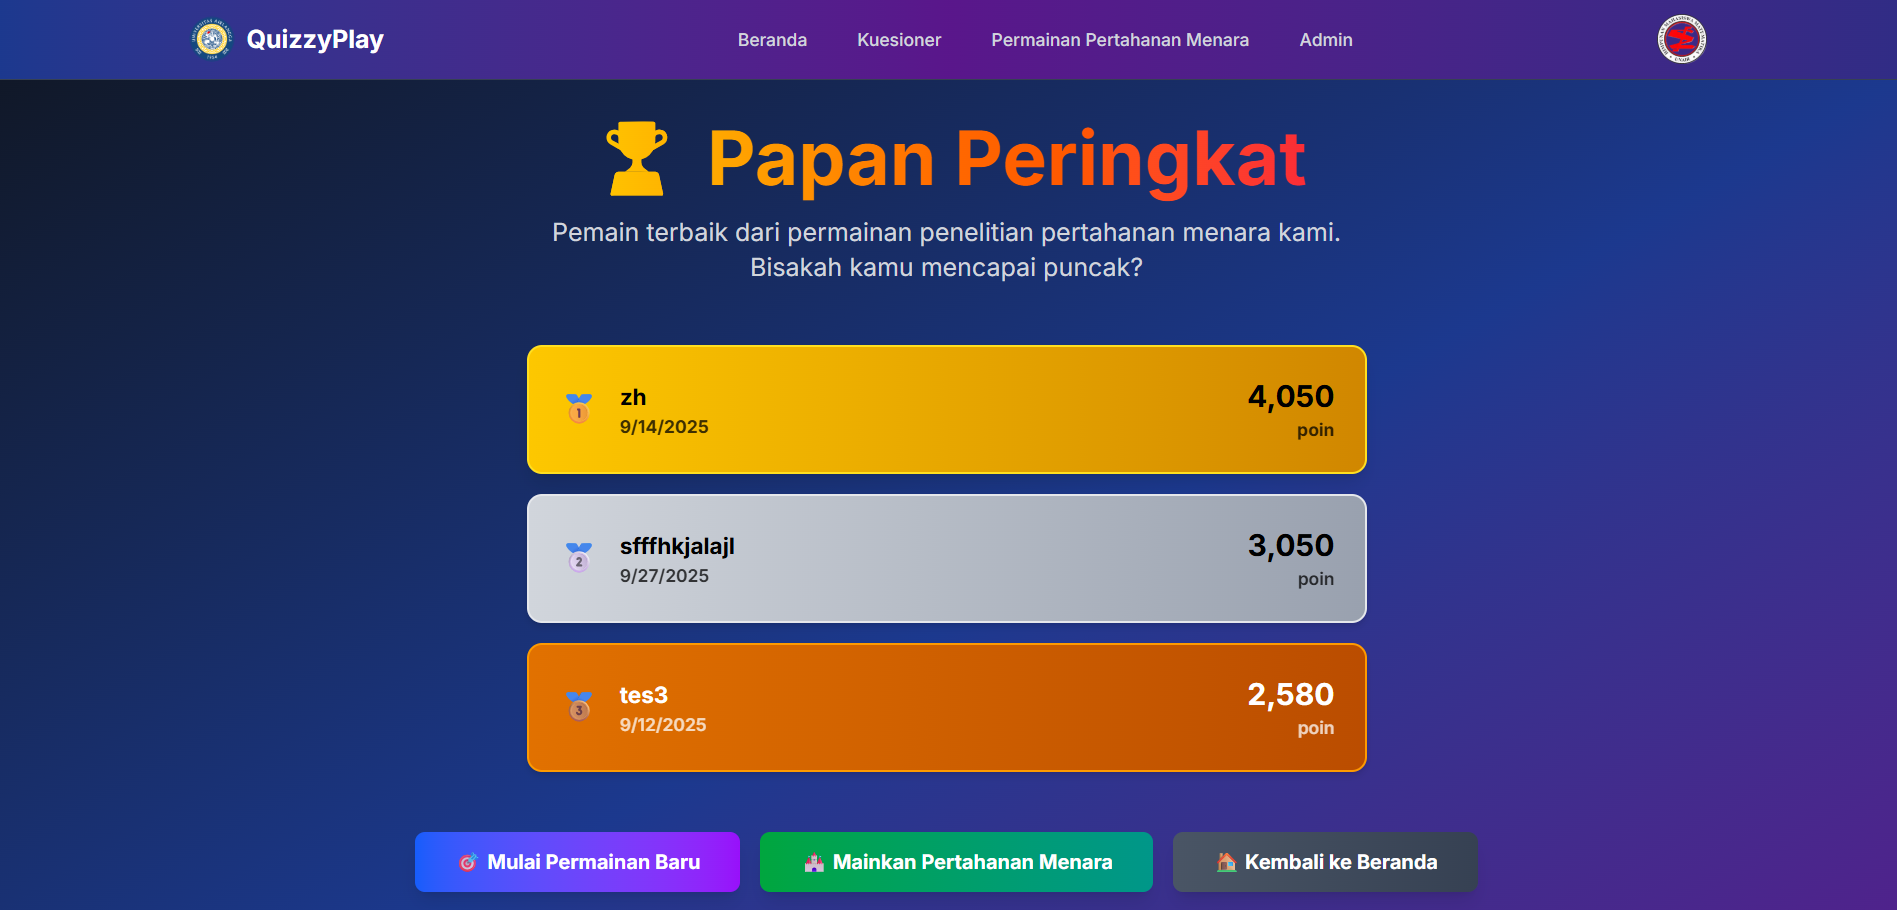 QuizzyPlay
Beranda
Kuesioner
Permainan Pertahanan Menara
Admin
Papan Peringkat
Pemain terbaik dari permainan penelitian pertahanan menara kami.
Bisakah kamu mencapai puncak?
1
zh
9/14/2025
4,050
poin
2
sfffhkjalajl
9/27/2025
3,050
poin
3
tes3
9/12/2025
2,580
poin
Mulai Permainan Baru
Mainkan Pertahanan Menara
Kembali ke Beranda